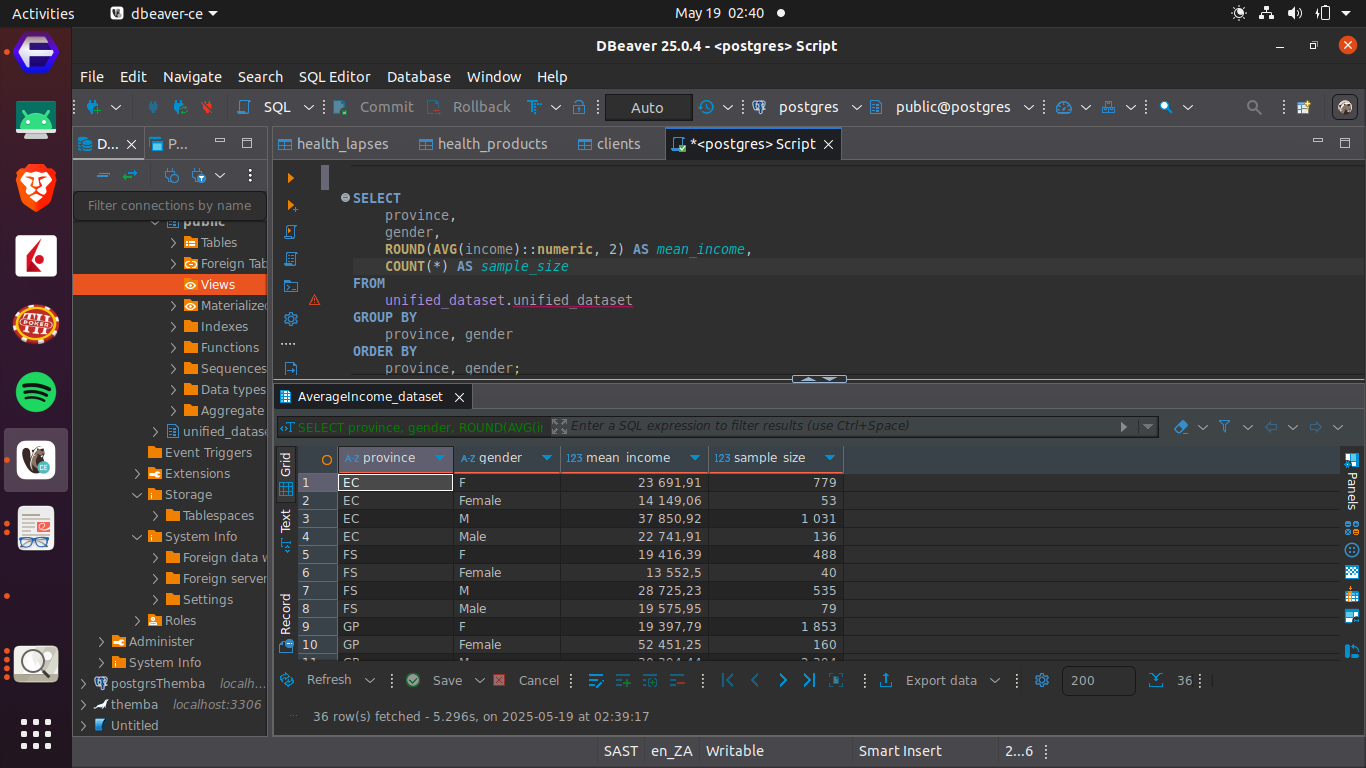 Activities
dbeaver-ce
May 19 02:40
DBeaver 25.0.4 - <postgres> Script
File Edit Navigate Search SQL Editor Database Window Help
SQL Commit Rollback Auto postgres public@postgres
D... P...
health_lapses health_products clients *<postgres> Script
Filter connections by name
public
Tables
Foreign Tab
Views
Materialized
Indexes
Functions
Sequences
Data types
Aggregate
unified_datase
Event Triggers
Extensions
Storage
Tablespaces
System Info
Foreign data w
Foreign server
Settings
Roles
Administer
System Info
postgrsThemba localh...
themba localhost:3306
Untitled
SELECT
province,
gender,
ROUND(AVG(income)::numeric, 2) AS mean_income,
COUNT(*) AS sample_size
FROM
unified_dataset.unified_dataset
GROUP BY
province, gender
ORDER BY
province, gender;
AverageIncome_dataset
SELECT province, gender, ROUND(AVG(in
Enter a SQL expression to filter results (use Ctrl+Space)
Grid
Text
Record
Panels
A-Z province A-Z gender 123 mean income 123 sample size
1 EC F 23 691,91 779
2 EC Female 14 149,06 53
3 EC M 37 850,92 1 031
4 EC Male 22 741,91 136
5 FS F 19 416,39 488
6 FS Female 13 552,5 40
7 FS M 28 725,23 535
8 FS Male 19 575,95 79
9 GP F 19 397,79 1 853
10 GP Female 52 451,25 160
Refresh Save Cancel Export data 200 36
36 row(s) fetched - 5.296s, on 2025-05-19 at 02:39:17
SAST en_ZA Writable Smart Insert 2...6